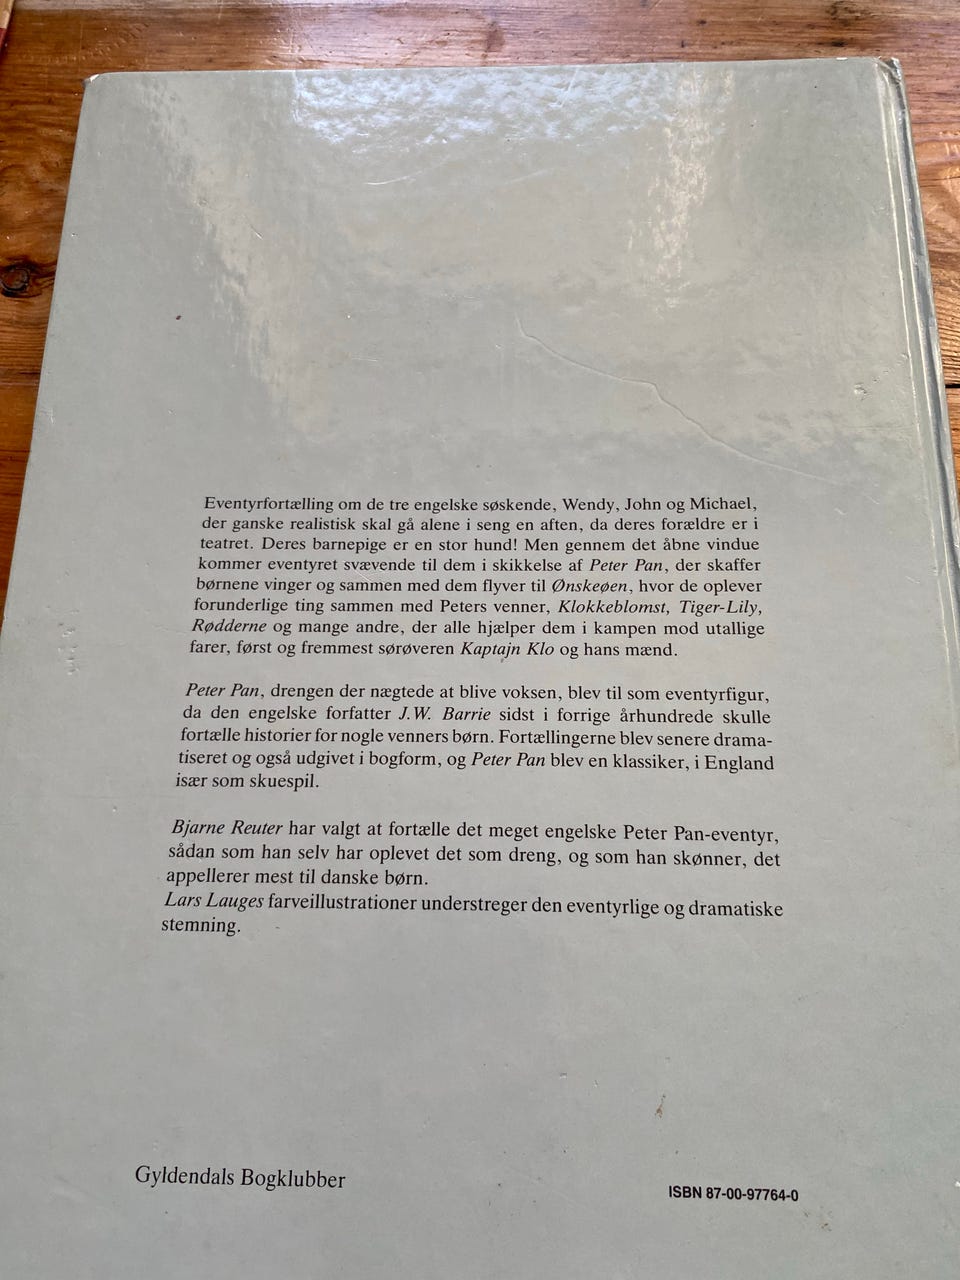 Eventyrfortælling om de tre engelske søskende, Wendy, John og Michael,
der ganske realistisk skal gå alene i seng en aften, da deres forældre er i
teatret. Deres barnepige er en stor hund! Men gennem det åbne vindue
kommer eventyret svævende til dem i skikkelse af Peter Pan, der skaffer
børnene vinger og sammen med dem flyver til Ønskeøen, hvor de oplever
forunderlige ting sammen med Peters venner, Klokkeblomst, Tiger-Lily,
Rødderne og mange andre, der alle hjælper dem i kampen mod utallige
farer, først og fremmest sørøveren Kaptajn Klo og hans mænd.
Peter Pan, drengen der nægtede at blive voksen, blev til som eventyrfigur,
da den engelske forfatter J.W. Barrie sidst i forrige århundrede skulle
fortælle historier for nogle venners børn. Fortællingerne blev senere drama-
tiseret og også udgivet i bogform, og Peter Pan blev en klassiker, i England
især som skuespil.
Bjarne Reuter har valgt at fortælle det meget engelske Peter Pan-eventyr,
sådan som han selv har oplevet det som dreng, og som han skønner, det
appellerer mest til danske børn.
Lars Lauges farveillustrationer understreger den eventyrlige og dramatiske
stemning.
Gyldendals Bogklubber
ISBN 87-00-97764-0